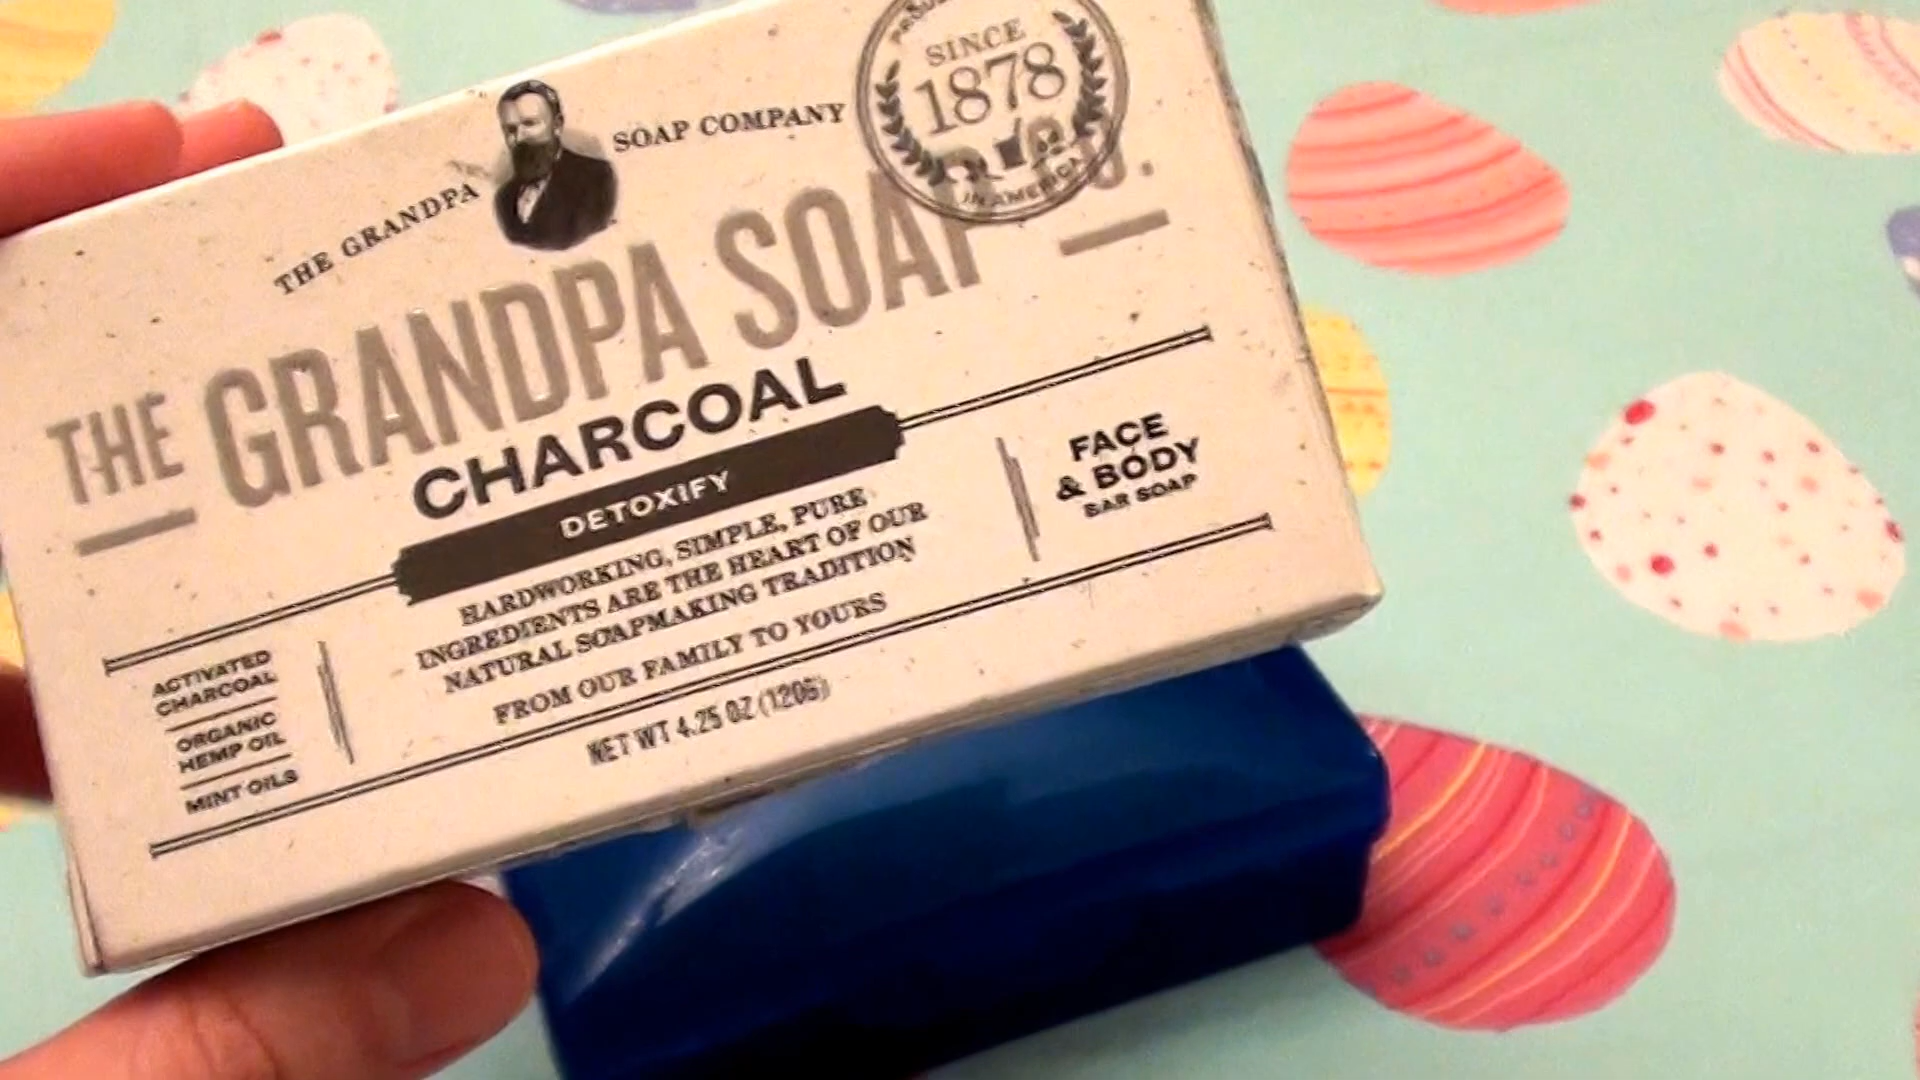 THE GRANDPA SOAP COMPANY
SINCE
1878
IN AMERICA
THE GRANDPA SOAP
CHARCOAL
DETOXIFY
HARDWORKING, SIMPLE, PURE
INGREDIENTS ARE THE HEART OF OUR
NATURAL SOAPMAKING TRADITION
FROM OUR FAMILY TO YOURS
FACE
& BODY
BAR SOAP
ACTIVATED
CHARCOAL
ORGANIC
HEMP OIL
MINT OILS
NET WT 4.25 OZ (120G)